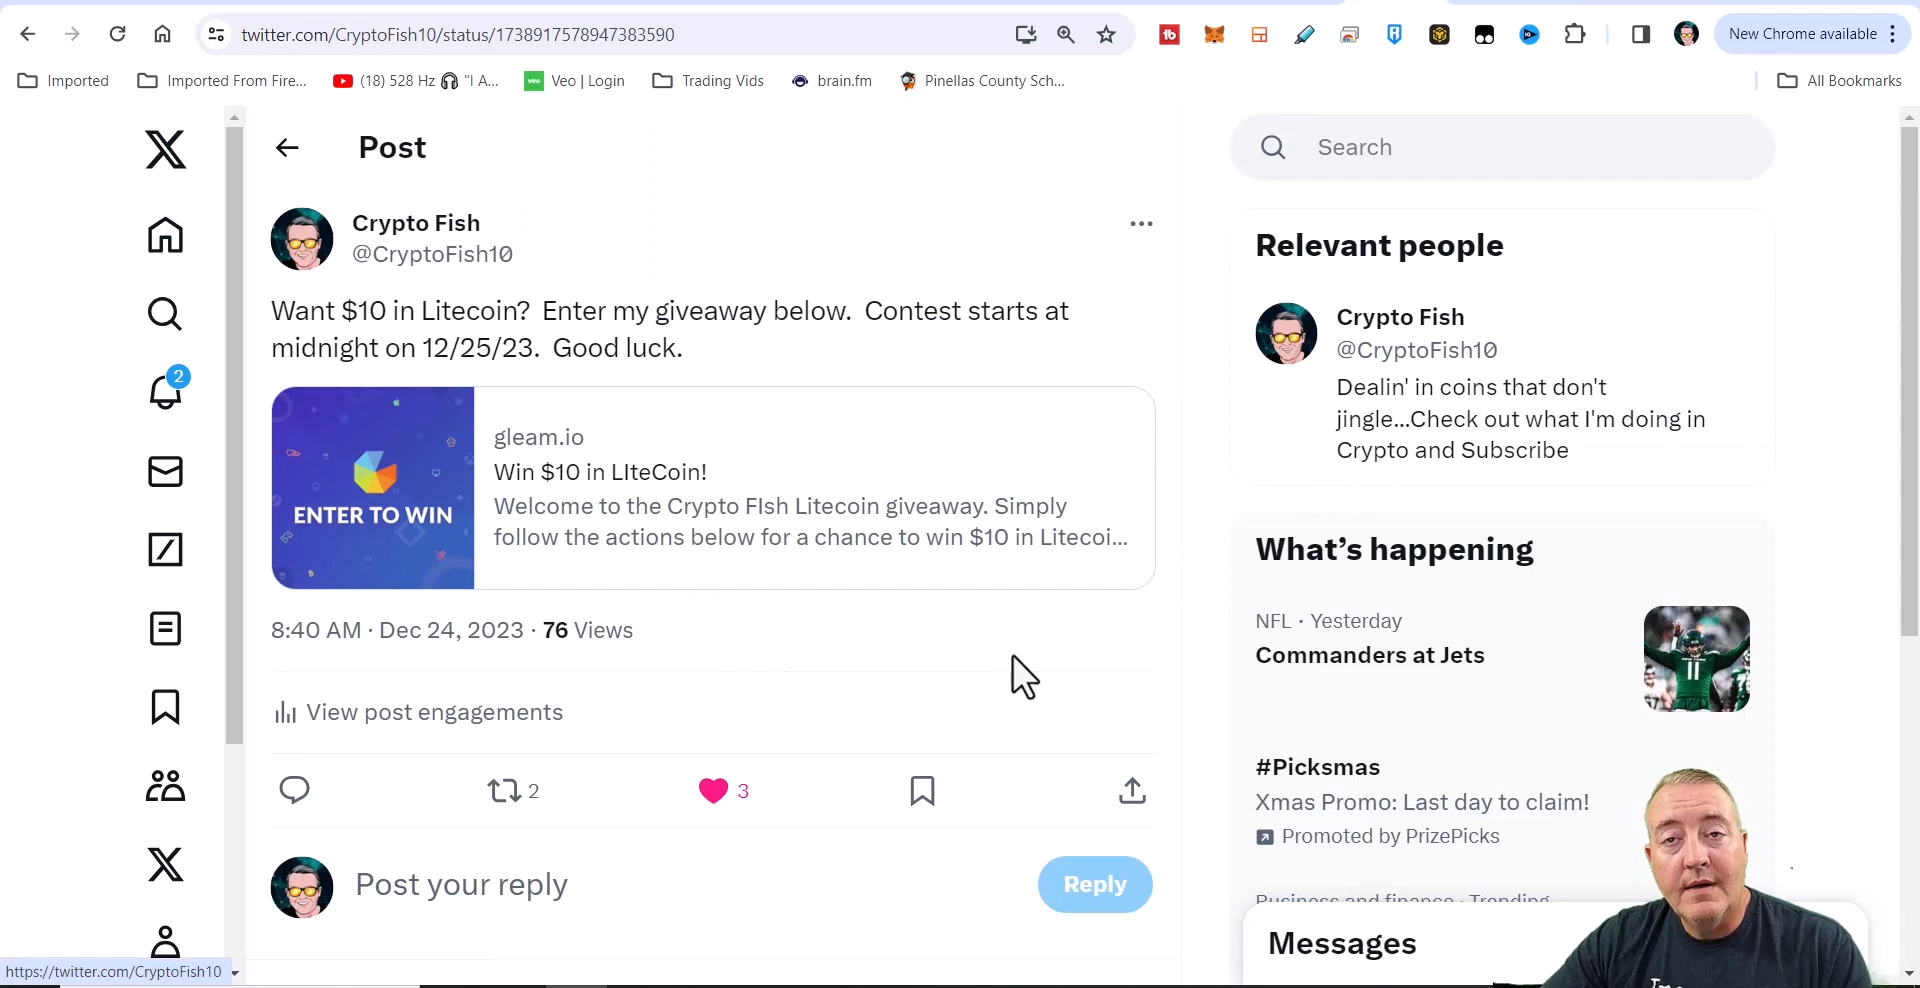 twitter.com/CryptoFish10/status/1738917578947383590
New Chrome available
Imported
Imported From Fire...
(18) 528 Hz "I A...
Veo | Login
Trading Vids
brain.fm
Pinellas County Sch...
All Bookmarks
Post
Search
Crypto Fish
@CryptoFish10
Want $10 in Litecoin? Enter my giveaway below. Contest starts at
midnight on 12/25/23. Good luck.
ENTER TO WIN
gleam.io
Win $10 in LIteCoin!
Welcome to the Crypto FIsh Litecoin giveaway. Simply
follow the actions below for a chance to win $10 in Litecoi...
8:40 AM · Dec 24, 2023 · 76 Views
View post engagements
2
3
Post your reply
Reply
2
Relevant people
Crypto Fish
@CryptoFish10
Dealin' in coins that don't
jingle...Check out what I'm doing in
Crypto and Subscribe
What's happening
NFL · Yesterday
Commanders at Jets
#Picksmas
Xmas Promo: Last day to claim!
Promoted by PrizePicks
Business and finance · Trending
Messages
https://twitter.com/CryptoFish10